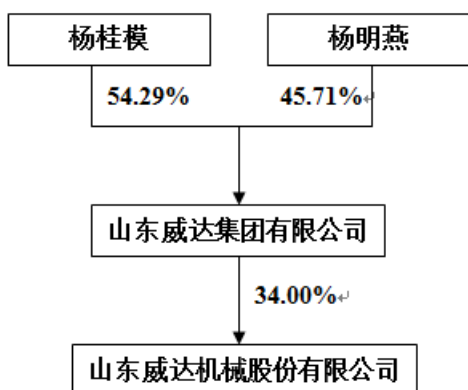 杨桂模
杨明燕
54.29%
45.71%
山东威达集团有限公司
34.00%
山东威达机械股份有限公司